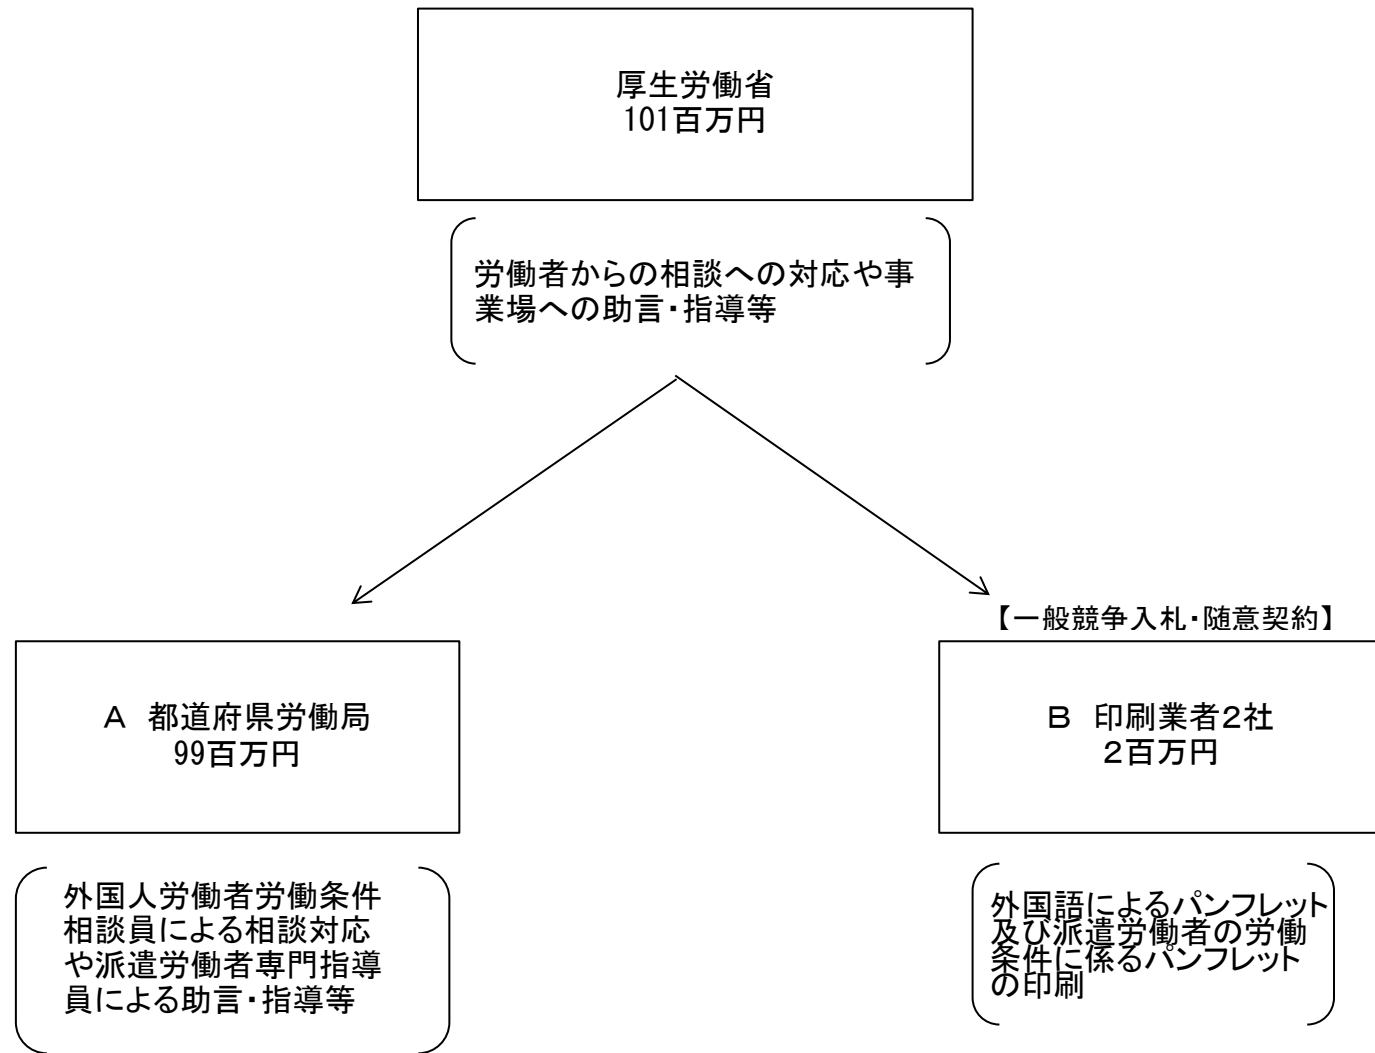 厚生労働省
101百万円
労働者からの相談への対応や事
業場への助言・指導等
【一般競争入札・随意契約】
A　都道府県労働局
99百万円
B　印刷業者2社
2百万円
外国人労働者労働条件
相談員による相談対応
や派遣労働者専門指導
員による助言・指導等
外国語によるパンフレット
及び派遣労働者の労働
条件に係るパンフレット
の印刷